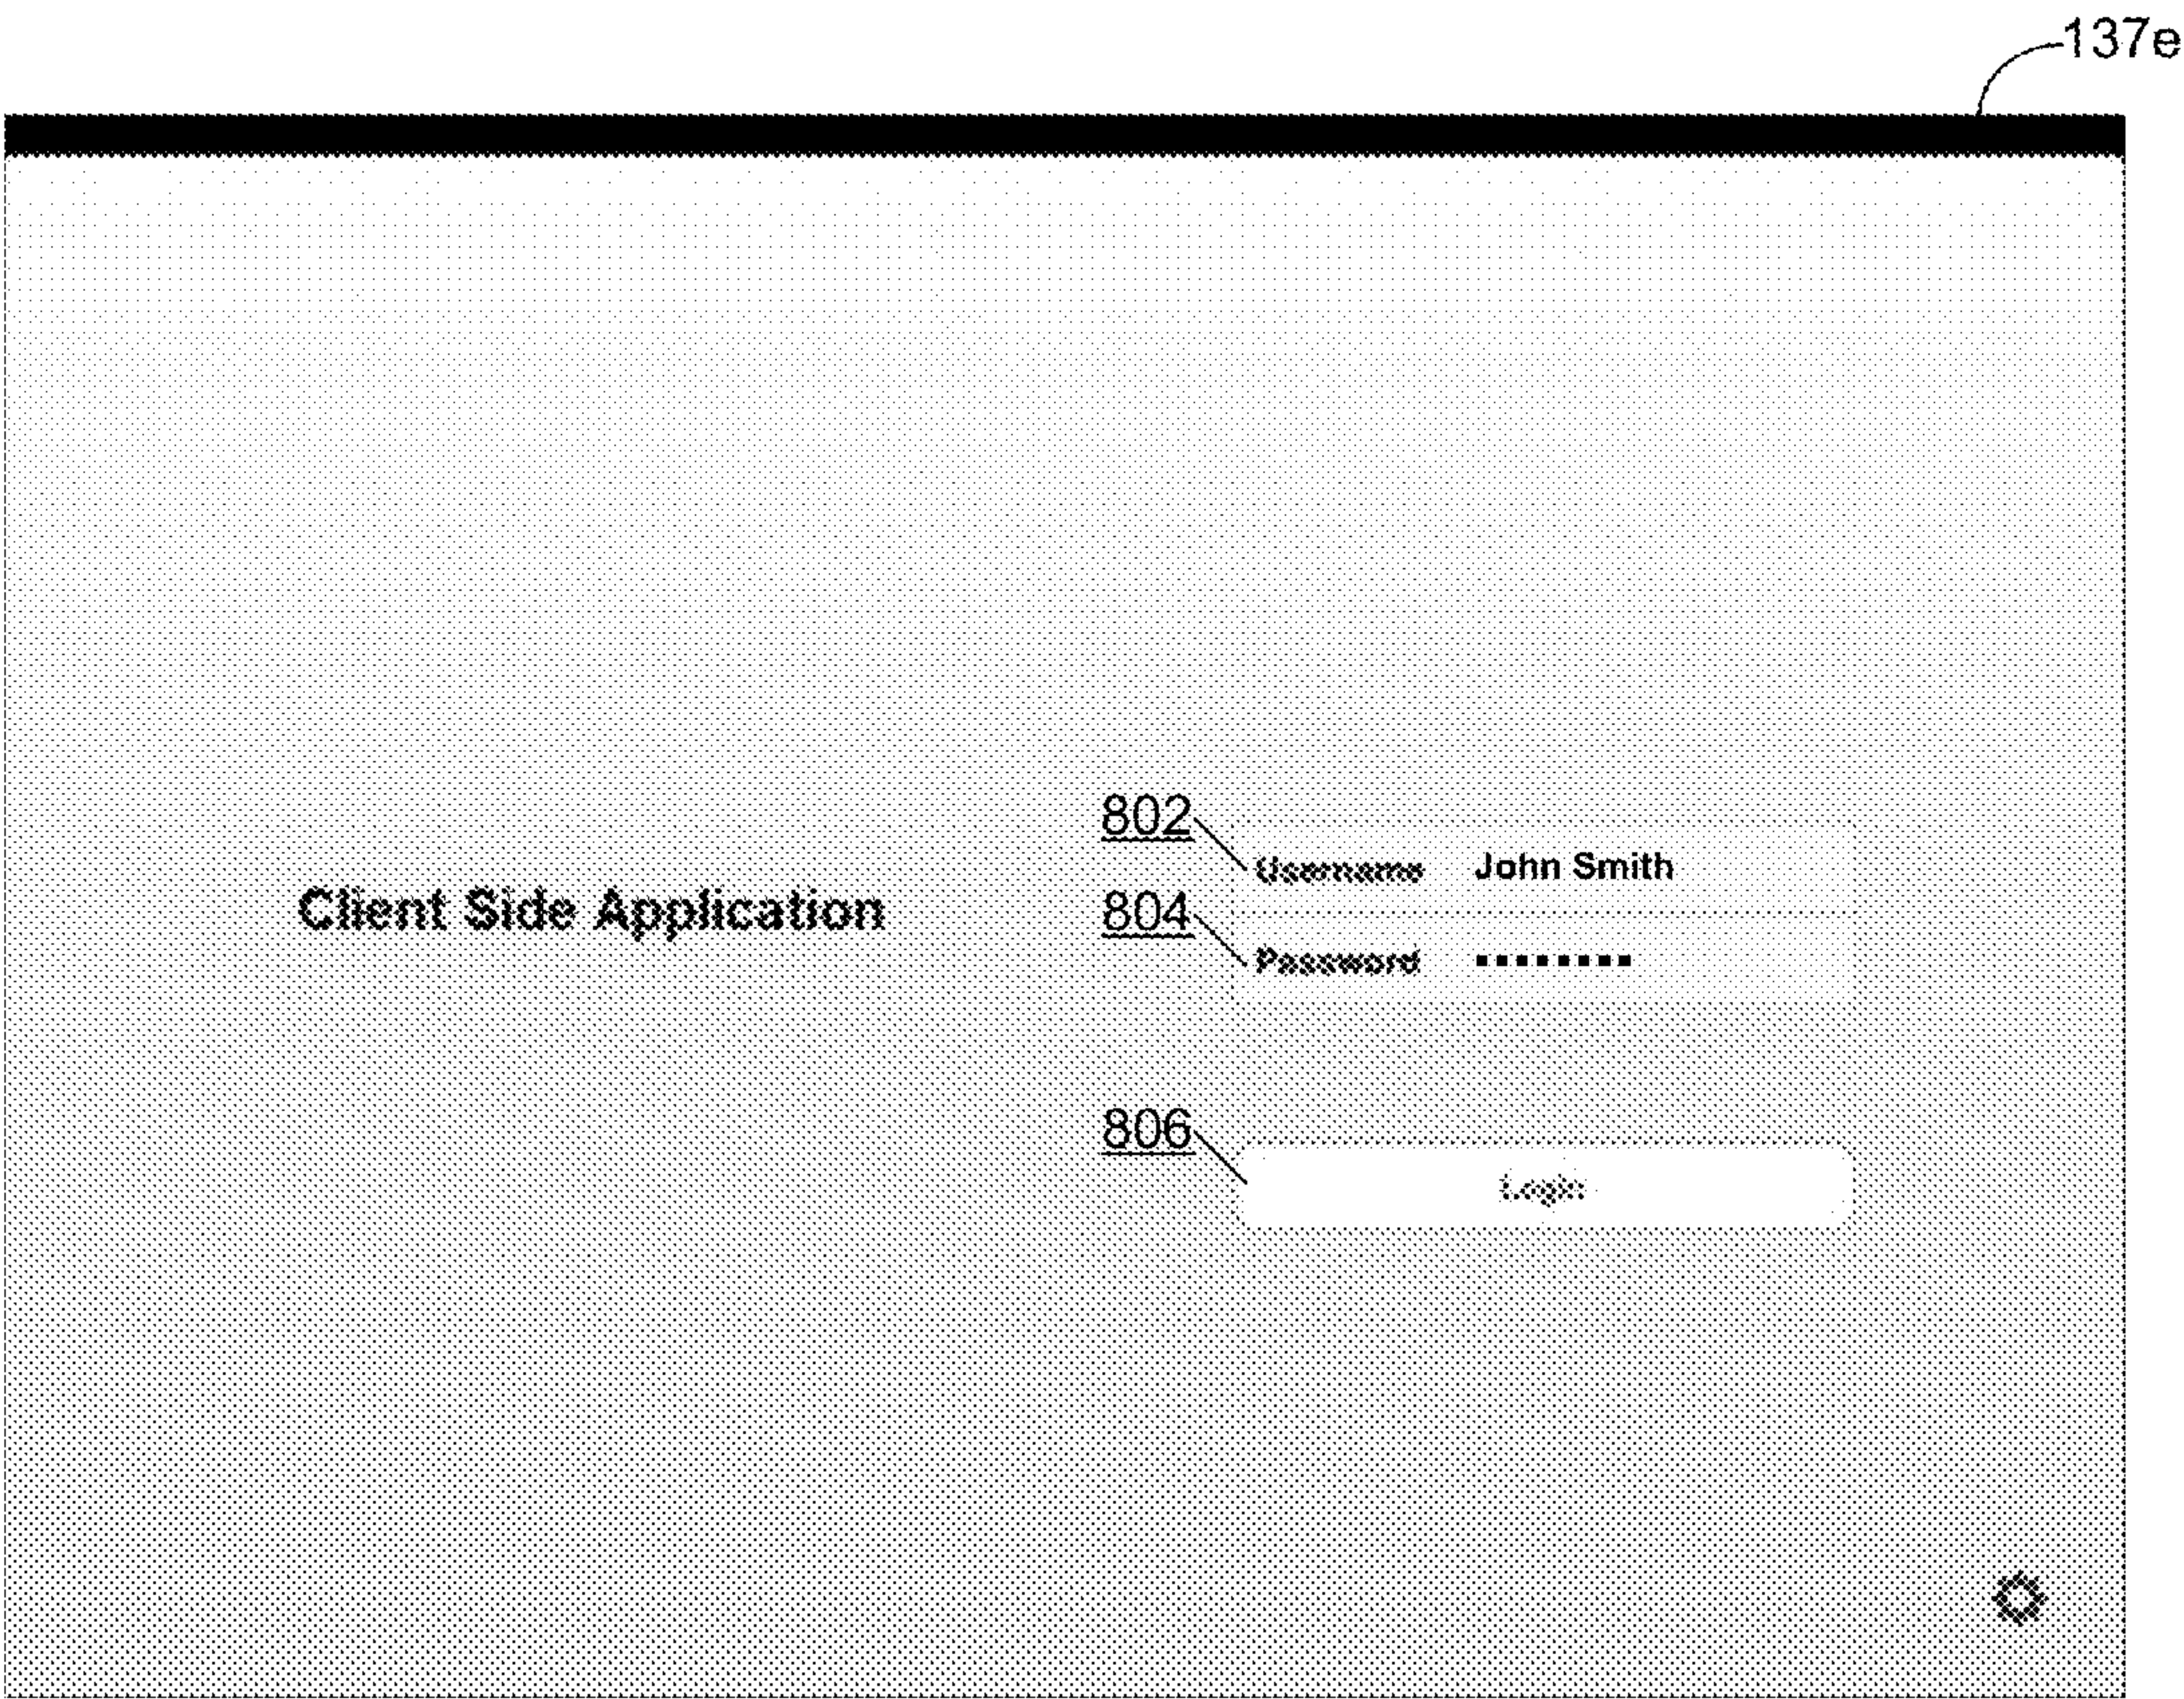 137e
802
Username John Smith
Client Side Application
804
Password ▪▪▪▪▪▪▪▪
806
Login